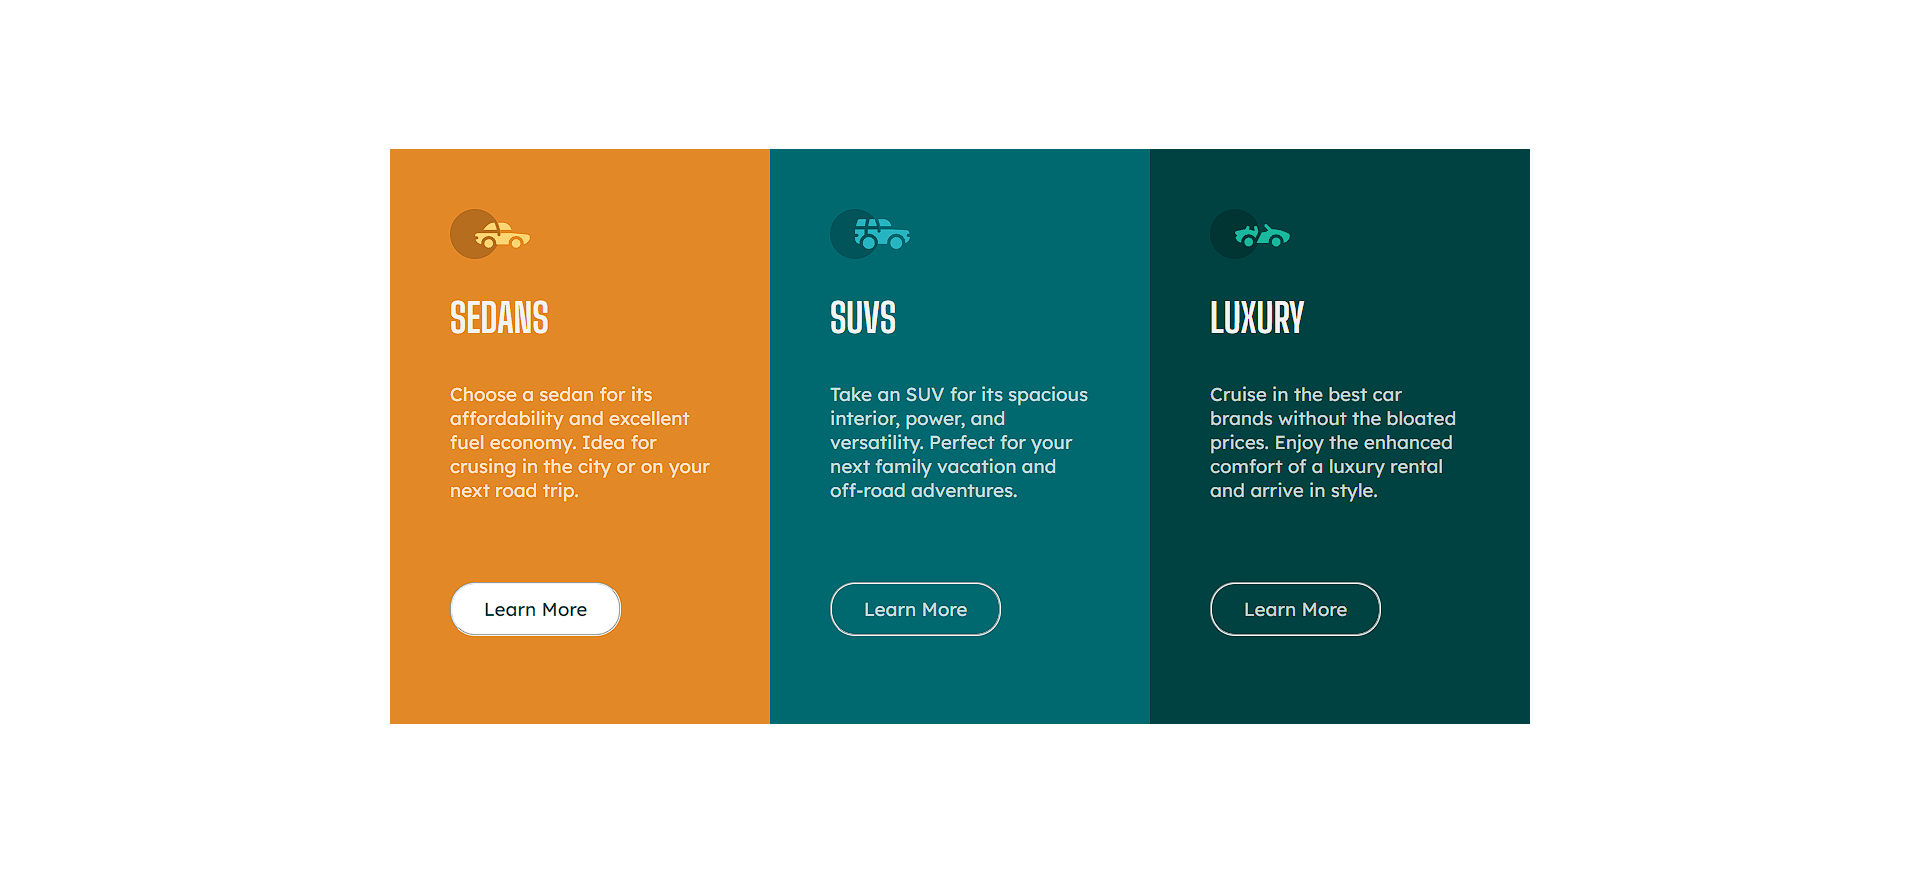 SEDANS
Choose a sedan for its
affordability and excellent
fuel economy. Idea for
crusing in the city or on your
next road trip.
Learn More
SUVS
Take an SUV for its spacious
interior, power, and
versatility. Perfect for your
next family vacation and
off-road adventures.
Learn More
LUXURY
Cruise in the best car
brands without the bloated
prices. Enjoy the enhanced
comfort of a luxury rental
and arrive in style.
Learn More